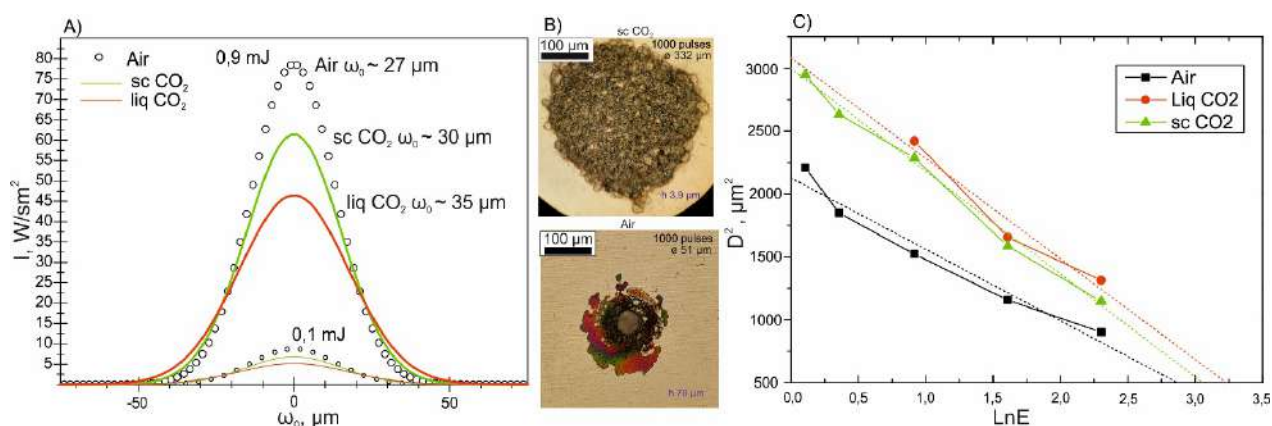 A)
0,9 mJ
Air
sc CO₂
liq CO₂
Air ω₀ ~ 27 µm
sc CO₂ ω₀ ~ 30 µm
liq CO₂ ω₀ ~ 35 µm
0,1 mJ
85
80
75
70
65
60
55
50
45
40
35
30
25
20
15
10
5
I, W/sm²
-50
0
50
ω₀, µm
B)
sc CO₂
100 µm
1000 pulses
ø 332 µm
h 3,9 µm
Air
100 µm
1000 pulses
ø 51 µm
h 79 µm
C)
Air
Liq CO2
sc CO2
3000
2500
2000
1500
1000
500
D², µm²
0,0
0,5
1,0
1,5
2,0
2,5
3,0
3,5
LnE